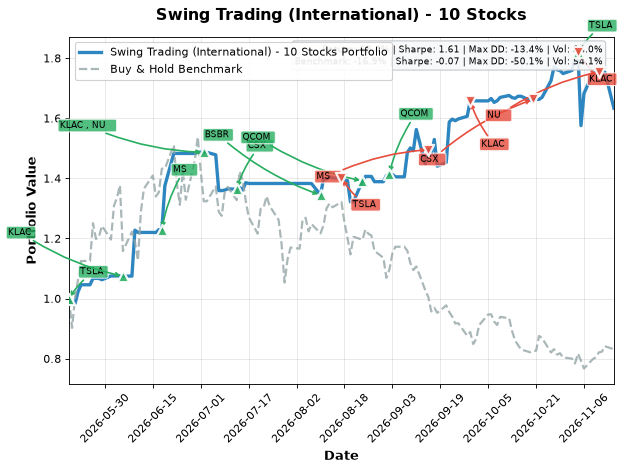 Swing Trading (International) - 10 Stocks
TSLA
Swing Trading (International) - 10 Stocks Portfolio
Buy & Hold Benchmark
| Sharpe: 1.61 | Max DD: -13.4% | Vol:
Sharpe: -0.07 | Max DD: -50.1% | Vol: 54.1%
KLAC
KLAC , NU
BSBR
QCOM
CSX
QCOM
NU
KLAC
CSX
MS
MS
TSLA
KLAC
TSLA
Portfolio Value
1.8
1.6
1.4
1.2
1.0
0.8
2026-05-30
2026-06-15
2026-07-01
2026-07-17
2026-08-02
2026-08-18
2026-09-03
2026-09-19
2026-10-05
2026-10-21
2026-11-06
Date